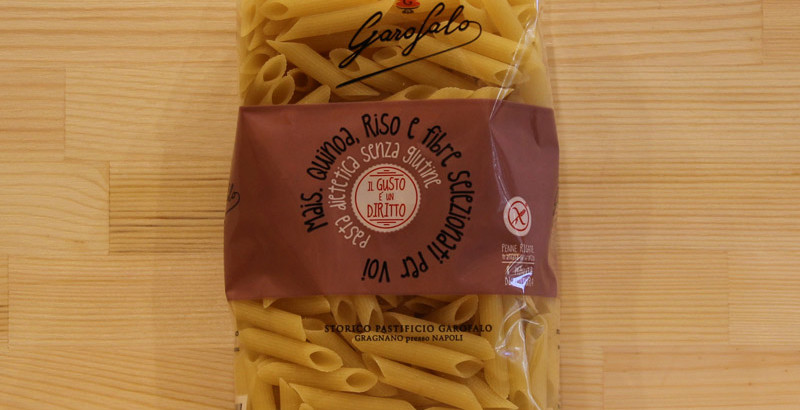 G
Garofalo
Mais, Quinoa, Riso e fibre selezionati per voi
Pasta dietetica senza glutine
IL GUSTO
È UN
DIRITTO
PENNE RIGATE
STORICO PASTIFICIO GAROFALO
GRAGNANO presso NAPOLI